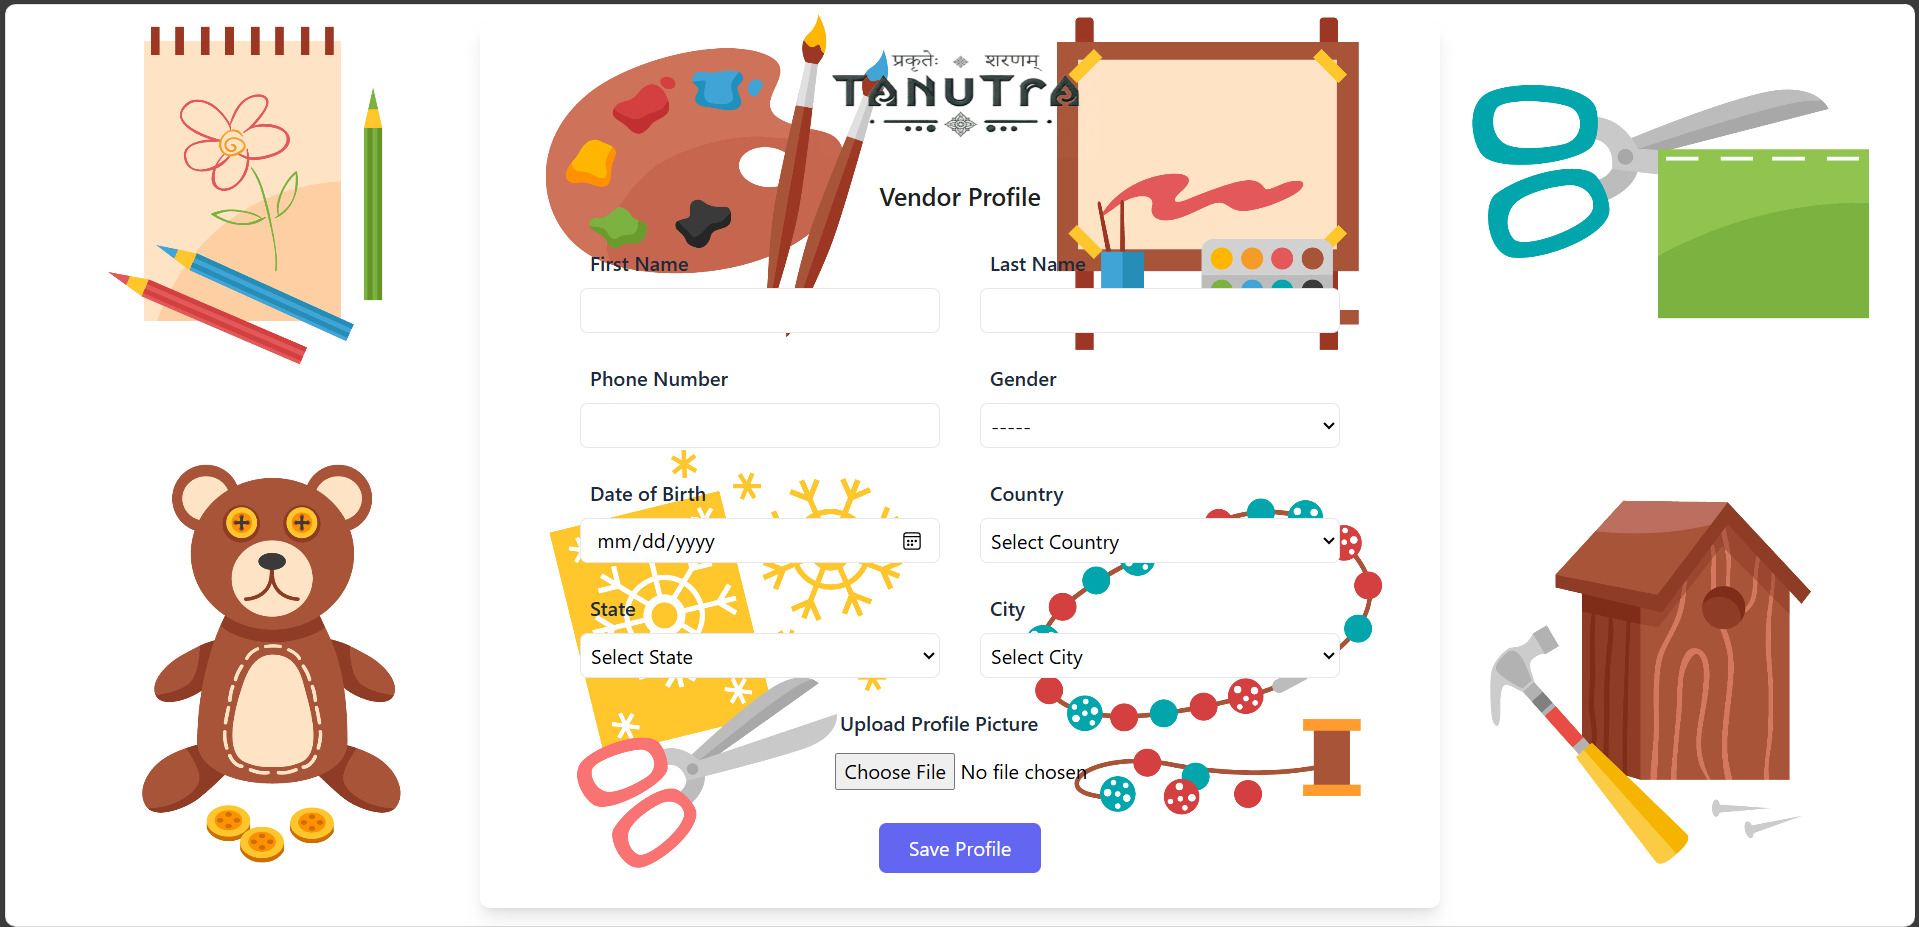 प्रकृतेः शरणम्
TANUTRA
Vendor Profile
First Name
Last Name
Phone Number
Gender
-----
Date of Birth
Country
mm/dd/yyyy
Select Country
State
City
Select State
Select City
Upload Profile Picture
Choose File No file chosen
Save Profile